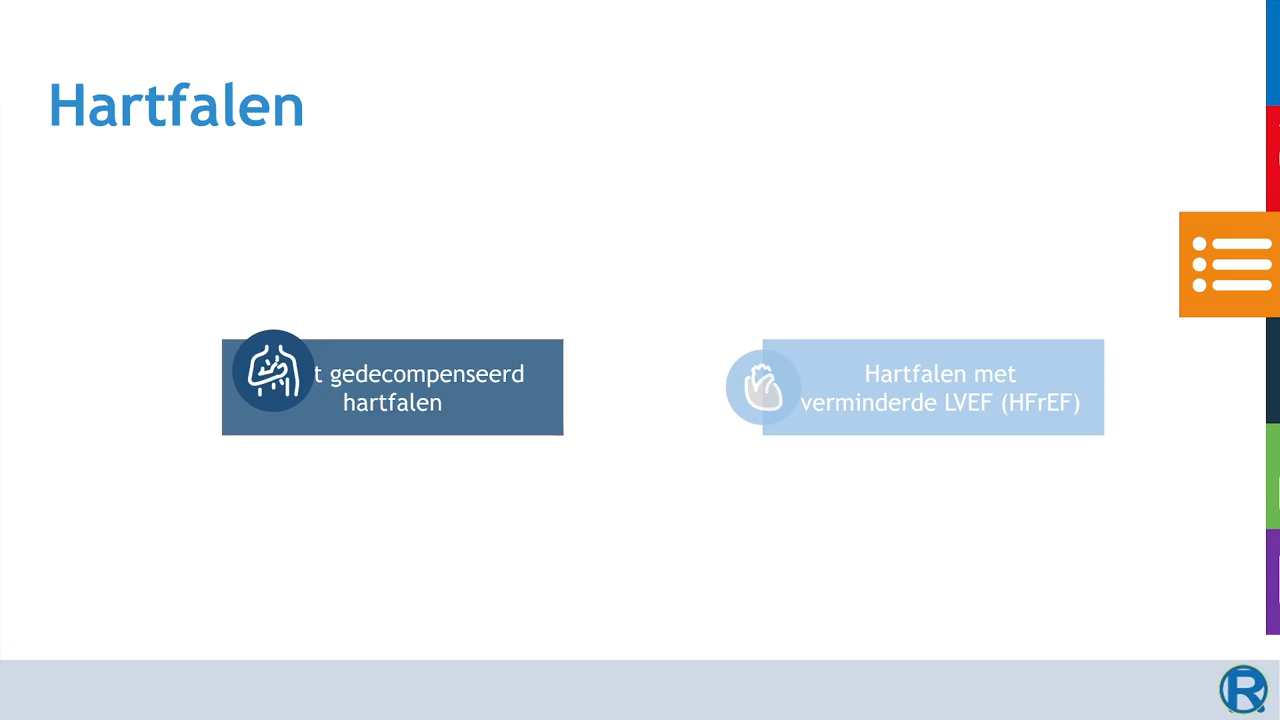 Hartfalen
t gedecompenseerd
hartfalen
Hartfalen met
verminderde LVEF (HFrEF)
R